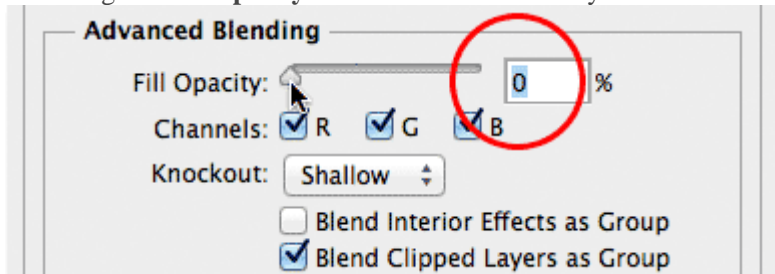 Advanced Blending
Fill Opacity: 0 %
Channels: R G B
Knockout: Shallow
Blend Interior Effects as Group
Blend Clipped Layers as Group